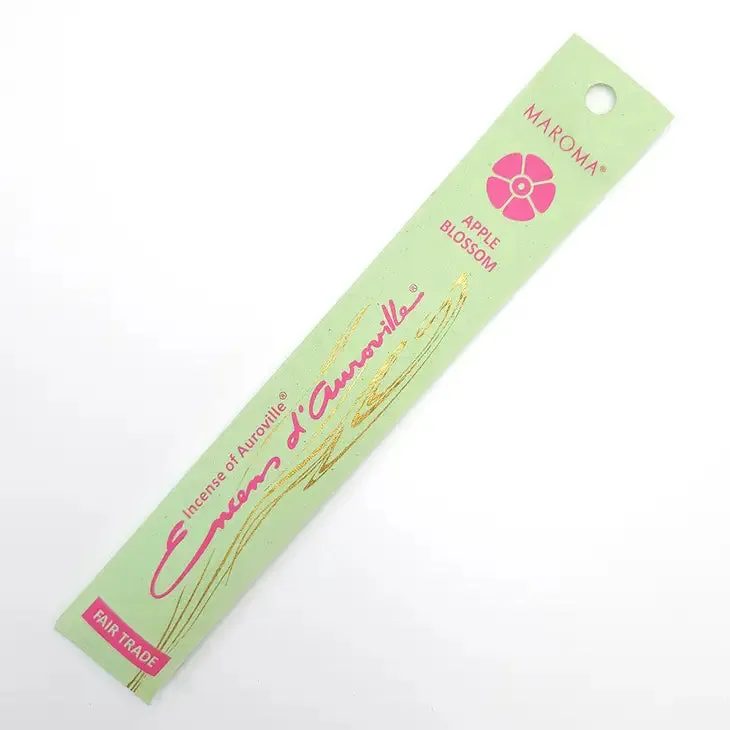 MAROMA®
APPLE
BLOSSOM
Incense of Auroville®
Encens d'Auroville®
FAIR TRADE